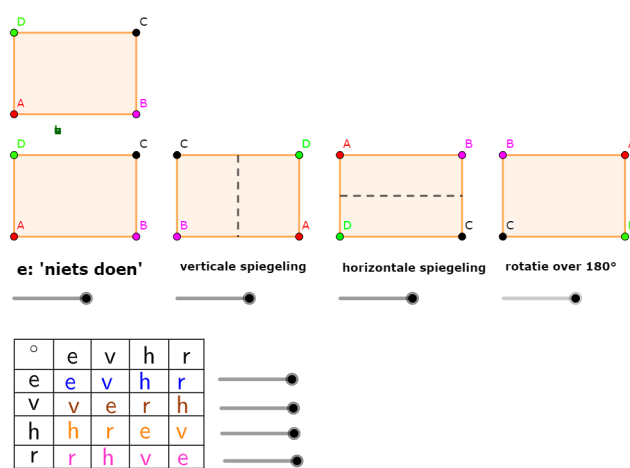 D C
A B
D C
A B
C D
B A
A B
D C
B A
C
e: 'niets doen'
verticale spiegeling
horizontale spiegeling
rotatie over 180°
° e v h r
e e v h r
v v e r h
h h r e v
r r h v e